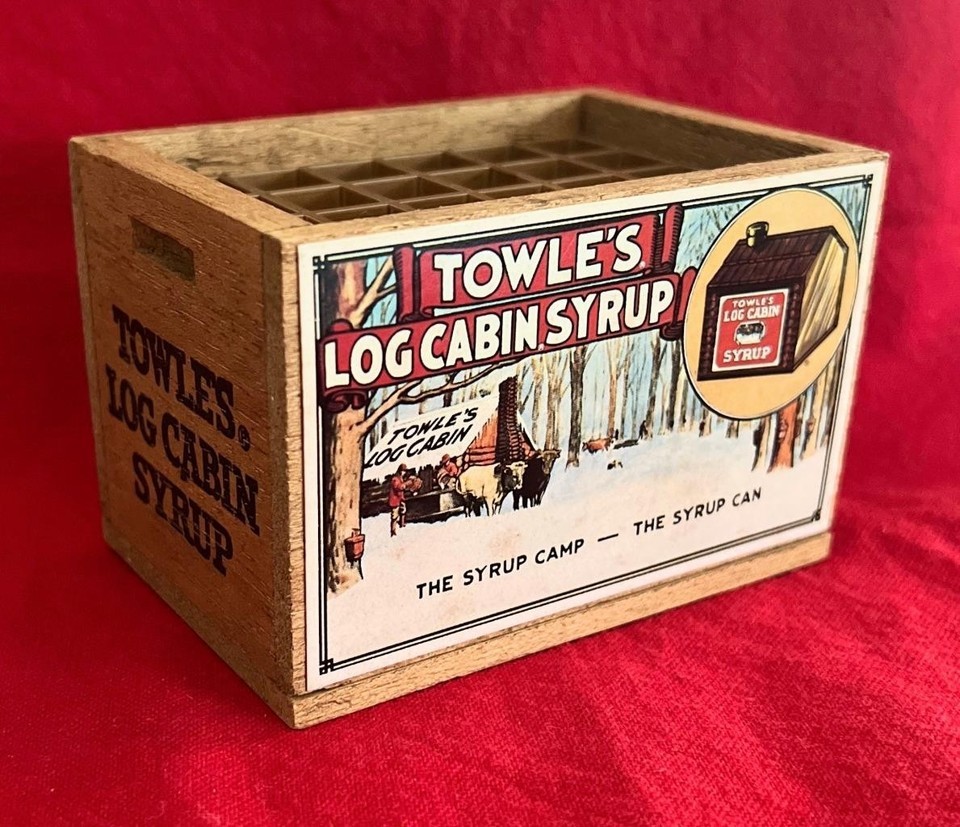 TOWLE'S
LOG CABIN SYRUP
TOWLE'S
LOG CABIN
SYRUP
TOWLE'S
LOG CABIN
THE SYRUP CAMP — THE SYRUP CAN
TOWLE'S®
LOG CABIN
SYRUP